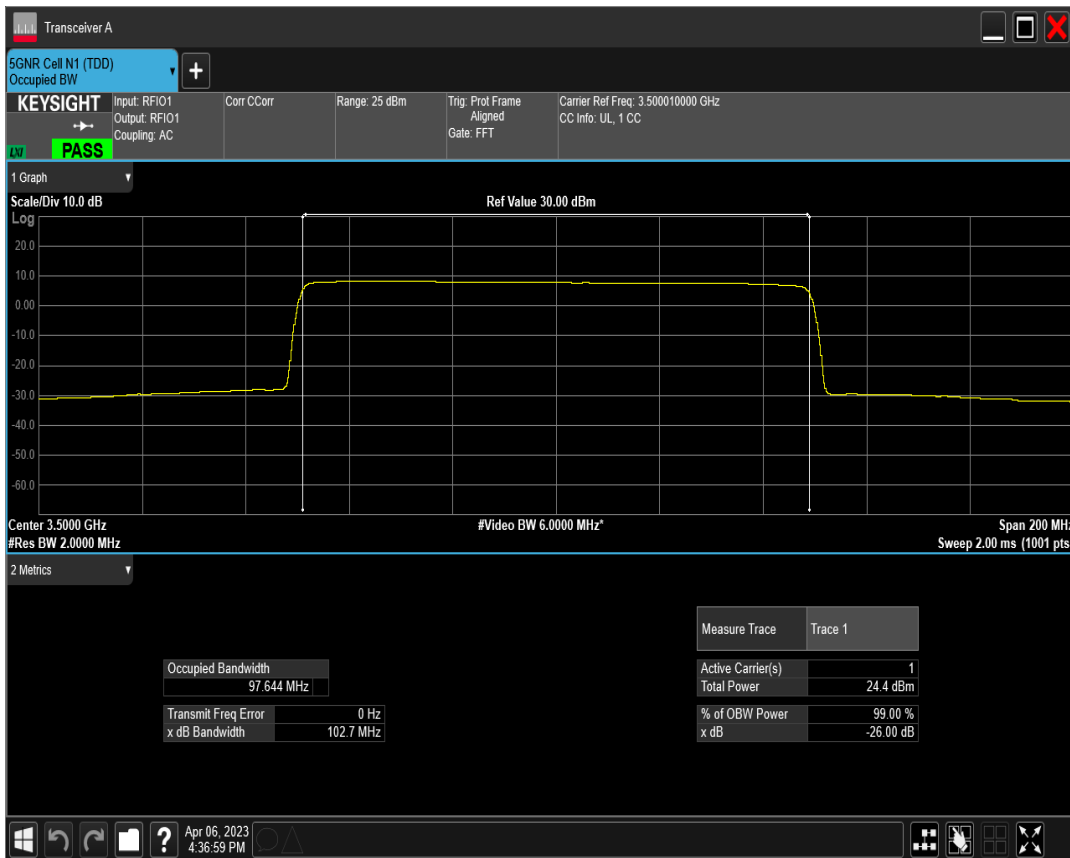 Transceiver A
5GNR Cell N1 (TDD)
Occupied BW
+
KEYSIGHT
LXI
PASS
Input: RFIO1
Output: RFIO1
Coupling: AC
Corr CCorr
Range: 25 dBm
Trig: Prot Frame
Aligned
Gate: FFT
Carrier Ref Freq: 3.500010000 GHz
CC Info: UL, 1 CC
1 Graph
Scale/Div 10.0 dB
Ref Value 30.00 dBm
Log
20.0
10.0
0.00
-10.0
-20.0
-30.0
-40.0
-50.0
-60.0
Center 3.5000 GHz
#Video BW 6.0000 MHz*
Span 200 MHz
#Res BW 2.0000 MHz
Sweep 2.00 ms (1001 pts
2 Metrics
Measure Trace Trace 1
Occupied Bandwidth
97.644 MHz
Active Carrier(s) 1
Total Power 24.4 dBm
Transmit Freq Error 0 Hz
x dB Bandwidth 102.7 MHz
% of OBW Power 99.00 %
x dB -26.00 dB
?
Apr 06, 2023
4:36:59 PM